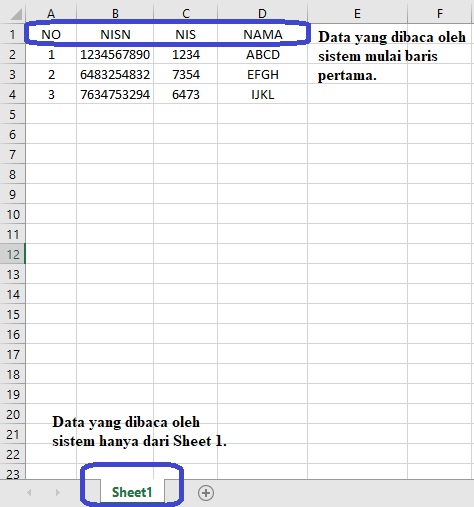 A B C D E F
1 NO NISN NIS NAMA Data yang dibaca oleh
2 1 1234567890 1234 ABCD sistem mulai baris
3 2 6483254832 7354 EFGH pertama.
4 3 7634753294 6473 IJKL
5
6
7
8
9
10
11
12
13
14
15
16
17
18
19
20 Data yang dibaca oleh
21 sistem hanya dari Sheet 1.
22
23
Sheet1